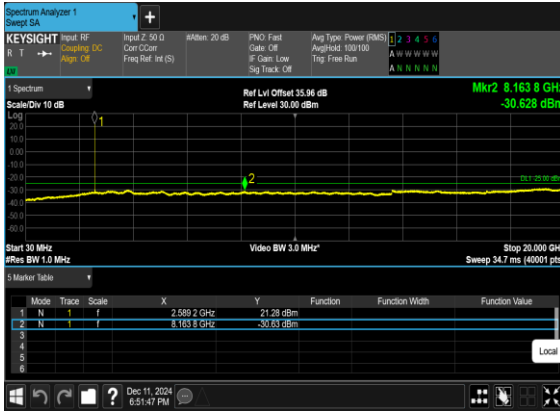 Spectrum Analyzer 1
Swept SA
+
KEYSIGHT Input: RF Input Z: 50 Ω #Atten: 20 dB PNO: Fast Avg Type: Power (RMS) 1 2 3 4 5 6
R T Coupling: DC Corr CCorr Gate: Off Avg|Hold: 100/100 A W W W W W
Align: Off Freq Ref: Int (S) IF Gain: Low Trig: Free Run
Sig Track: Off A N N N N N
1 Spectrum
Scale/Div 10 dB
Ref Lvl Offset 35.96 dB
Ref Level 30.00 dBm
Mkr2 8.163 8 GHz
-30.628 dBm
Log
20.0
10.0
0.00
-10.0
-20.0
-30.0
-40.0
-50.0
-60.0
1
2
Start 30 MHz Video BW 3.0 MHz* Stop 20.000 GH
#Res BW 1.0 MHz Sweep 34.7 ms (40001 pts
5 Marker Table
Mode Trace Scale X Y Function Function Width Function Value
1 N 1 f 2.589 2 GHz 21.28 dBm
2 N 1 f 8.163 8 GHz -30.63 dBm
3
4
5
6
Local
?
Dec 11, 2024
6:51:47 PM